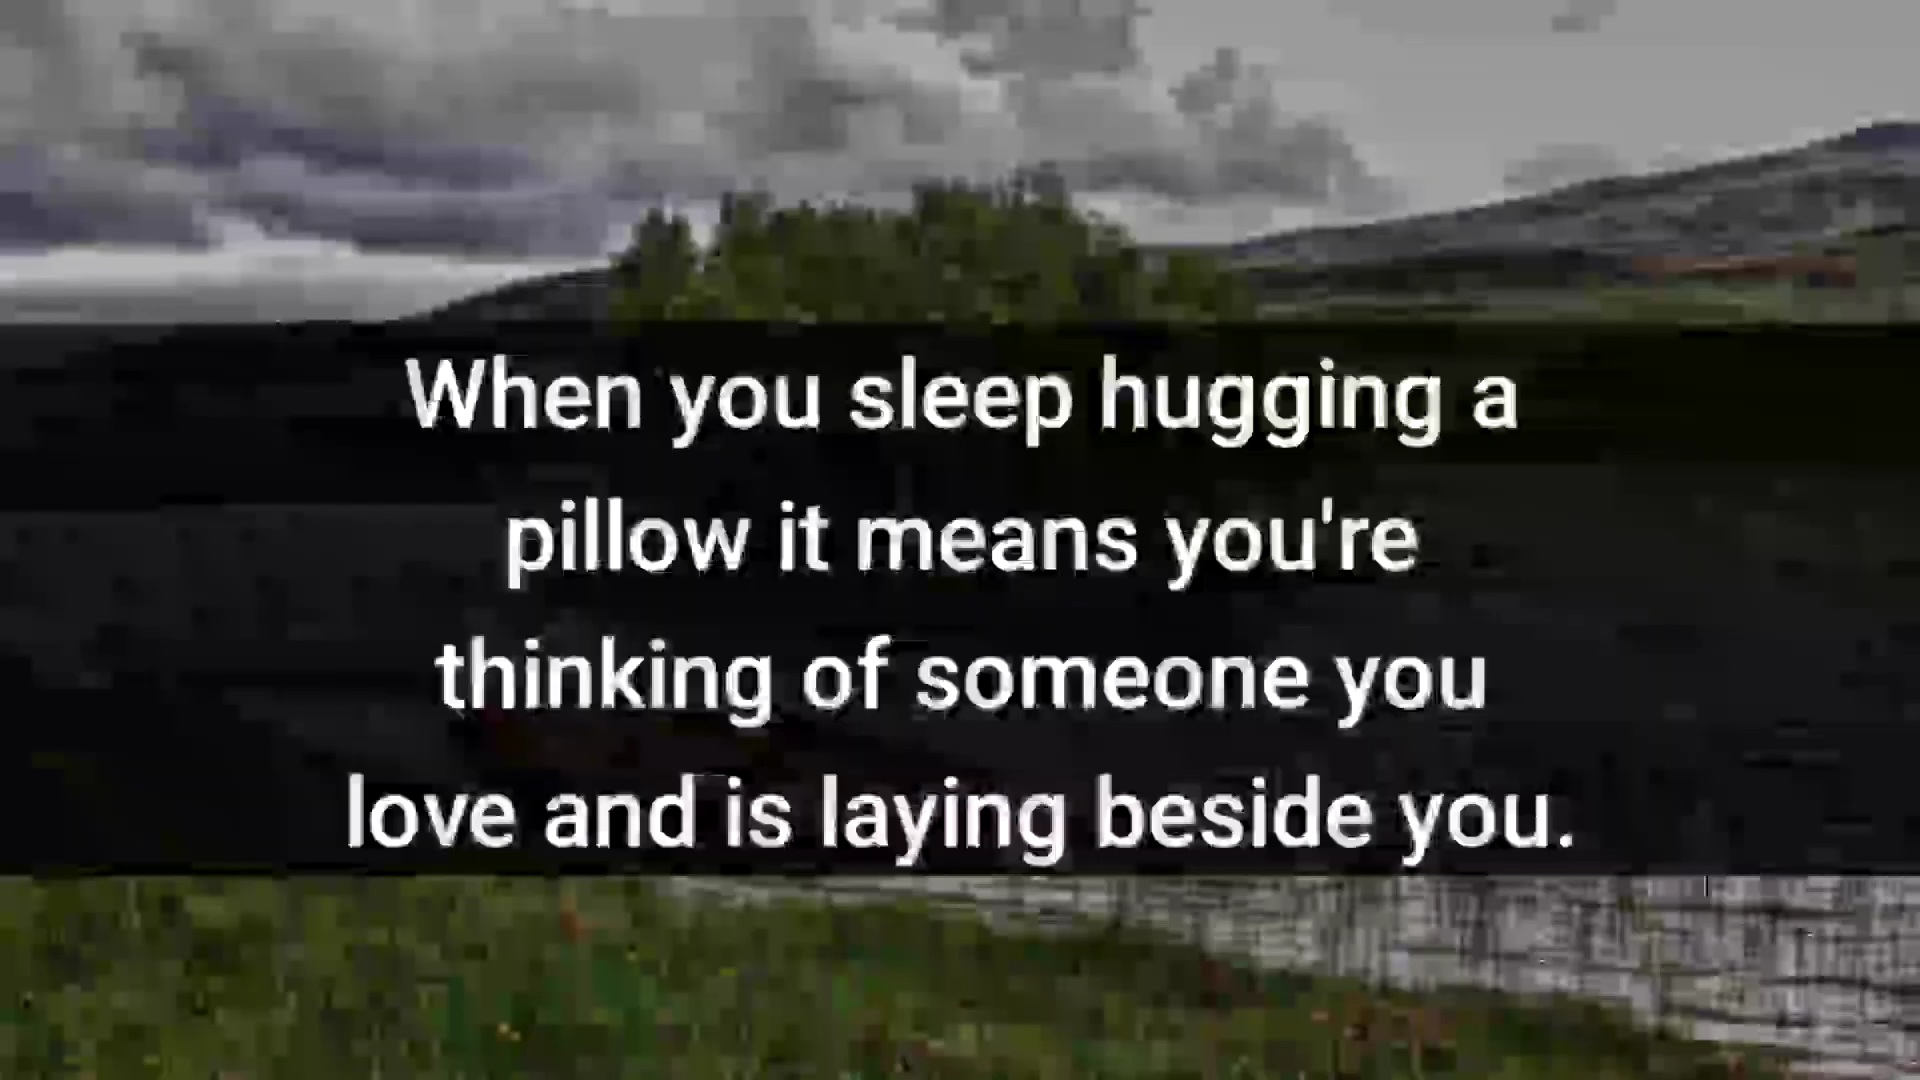 When you sleep hugging a
pillow it means you're
thinking of someone you
love and is laying beside you.